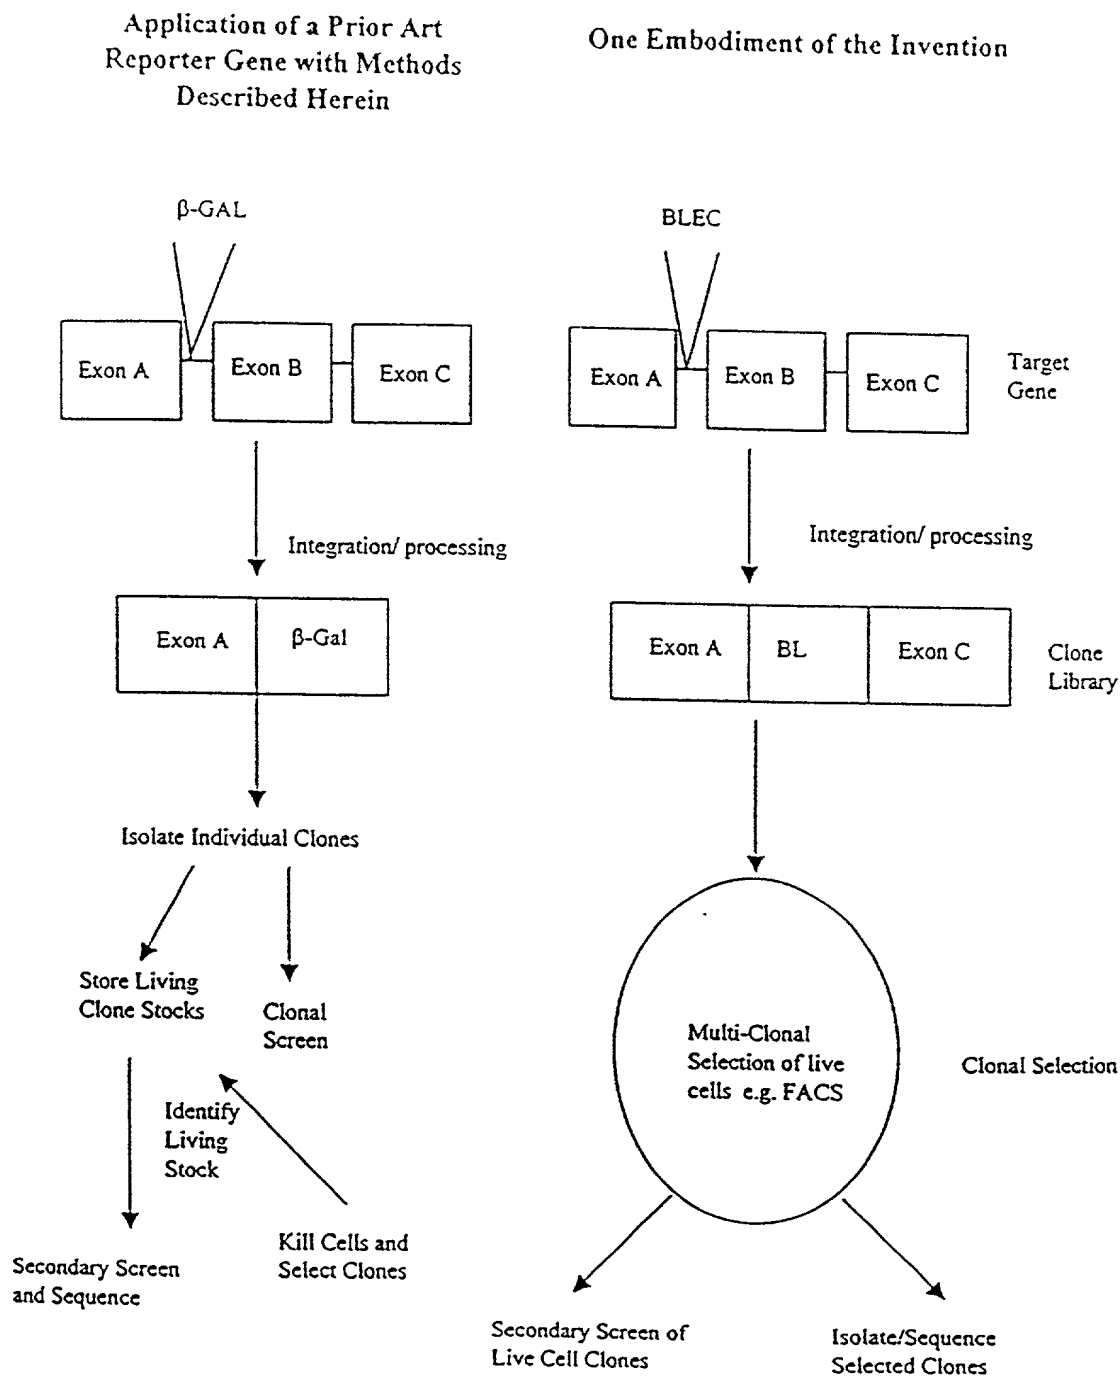 Application of a Prior Art
Reporter Gene with Methods
Described Herein
One Embodiment of the Invention
β-GAL
Exon A
Exon B
Exon C
Integration/ processing
Exon A
β-Gal
Isolate Individual Clones
Store Living
Clone Stocks
Clonal
Screen
Identify
Living
Stock
Kill Cells and
Select Clones
Secondary Screen
and Sequence
BLEC
Exon A
Exon B
Exon C
Target
Gene
Integration/ processing
Exon A
BL
Exon C
Clone
Library
Multi-Clonal
Selection of live
cells e.g. FACS
Clonal Selection
Secondary Screen of
Live Cell Clones
Isolate/Sequence
Selected Clones